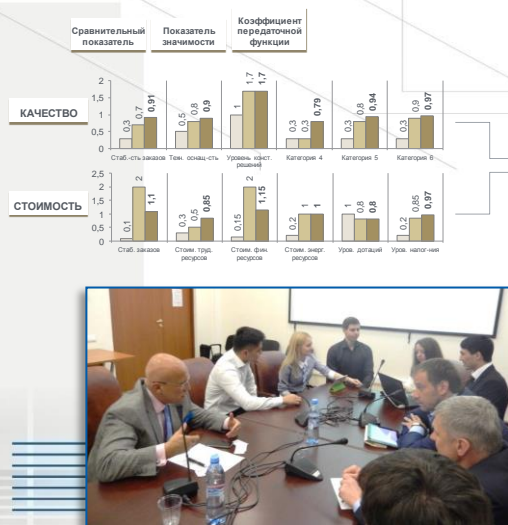 Сравнительный
показатель
Показатель
значимости
Коэффициент
передаточной
функции
КАЧЕСТВО
2
1,5
1
0,5
0
0,3
0,7
0,91
0,5
0,8
0,9
1
1,7
1,7
0,3
0,3
0,79
0,3
0,8
0,94
0,3
0,9
0,97
Стаб.-сть заказов
Техн. оснащ-сть
Уровень конст.
решений
Категория 4
Категория 5
Категория 6
СТОИМОСТЬ
2,5
2
1,5
1
0,5
0
0,1
2
1,1
0,3
0,5
0,85
0,15
2
1,15
0,2
1
1
1
0,8
0,8
0,2
0,85
0,97
Стаб. заказов
Стоим. труд.
ресурсов
Стоим. фин.
ресурсов
Стоим. энерг.
ресурсов
Уров. дотаций
Уров. налог-ния